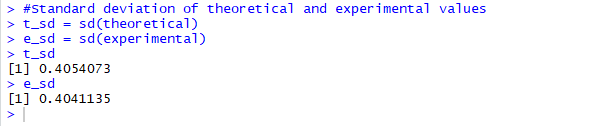 > #Standard deviation of theoretical and experimental values
> t_sd = sd(theoretical)
> e_sd = sd(experimental)
> t_sd
[1] 0.4054073
> e_sd
[1] 0.4041135
>